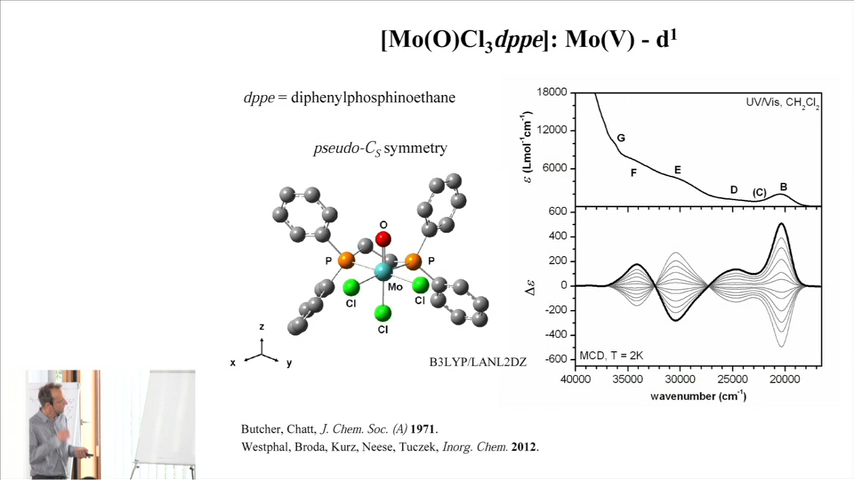 [Mo(O)Cl3dppe]: Mo(V) - d1
dppe = diphenylphosphinoethane
pseudo-CS symmetry
O
P
P
Mo
Cl
Cl
Cl
z
x
y
B3LYP/LANL2DZ
UV/Vis, CH2Cl2
18000
12000
6000
ε (Lmol-1cm-1)
G
F
E
D
(C)
B
600
400
200
0
-200
-400
-600
Δε
MCD, T = 2K
40000 35000 30000 25000 20000
wavenumber (cm-1)
Butcher, Chatt, J. Chem. Soc. (A) 1971.
Westphal, Broda, Kurz, Neese, Tuczek, Inorg. Chem. 2012.